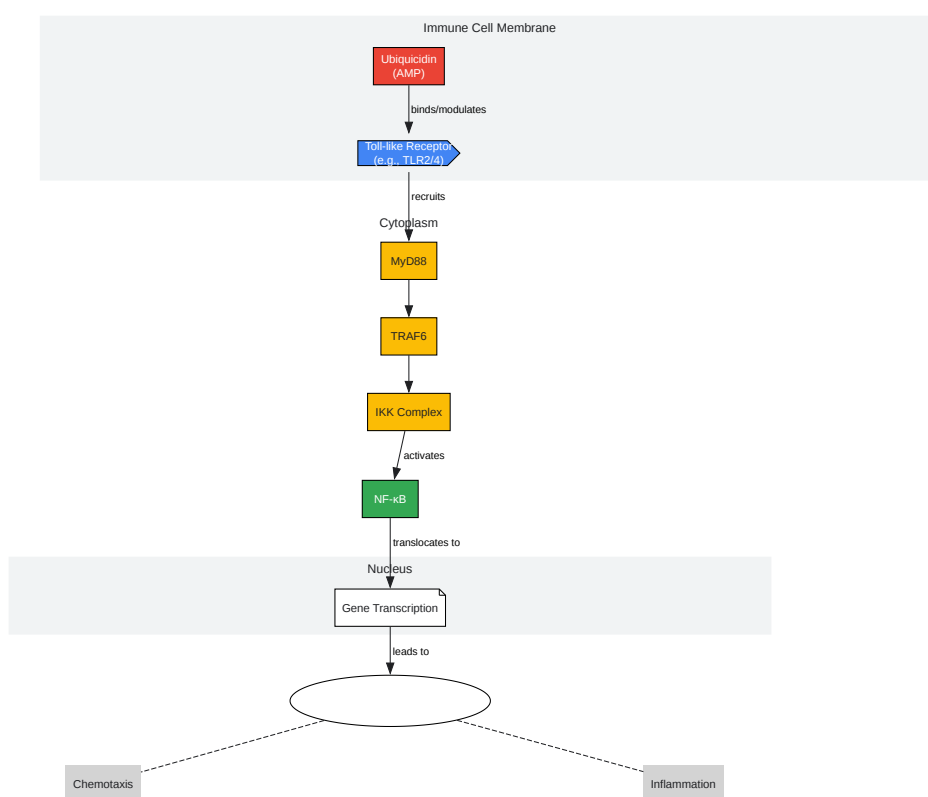 Immune Cell Membrane
Ubiquicidin
(AMP)
binds/modulates
Toll-like Receptor
(e.g., TLR2/4)
recruits
Cytoplasm
MyD88
TRAF6
IKK Complex
activates
NF-κB
translocates to
Nucleus
Gene Transcription
leads to
Chemotaxis
Inflammation